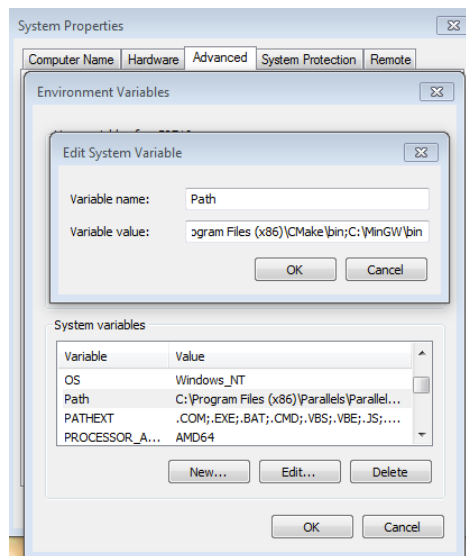 System Properties
Computer Name Hardware Advanced System Protection Remote
Environment Variables
Edit System Variable
Variable name: Path
Variable value: ogram Files (x86)\CMake\bin;C:\MinGW\bin
OK Cancel
System variables
Variable Value
OS Windows_NT
Path C:\Program Files (x86)\Parallels\Parallel...
PATHEXT .COM;.EXE;.BAT;.CMD;.VBS;.VBE;.JS;....
PROCESSOR_A... AMD64
New... Edit... Delete
OK Cancel